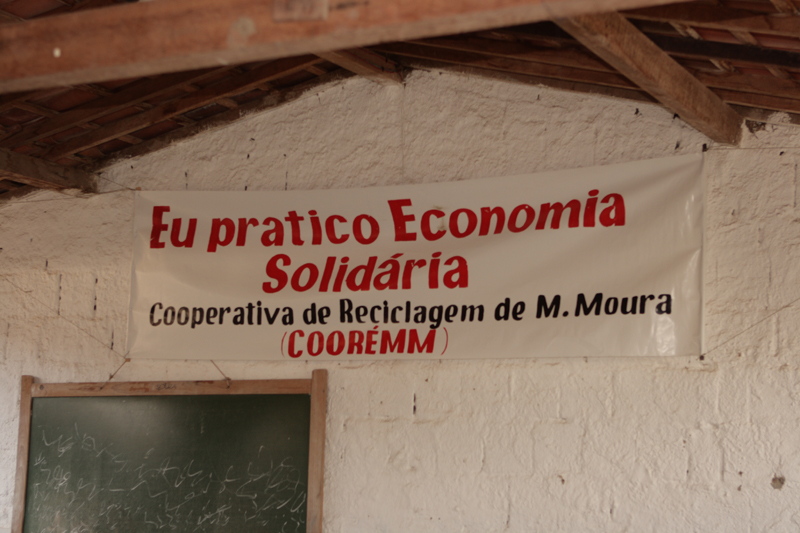 Eu pratico Economia
Solidária
Cooperativa de Reciclagem de M. Moura
(COORÉMM)